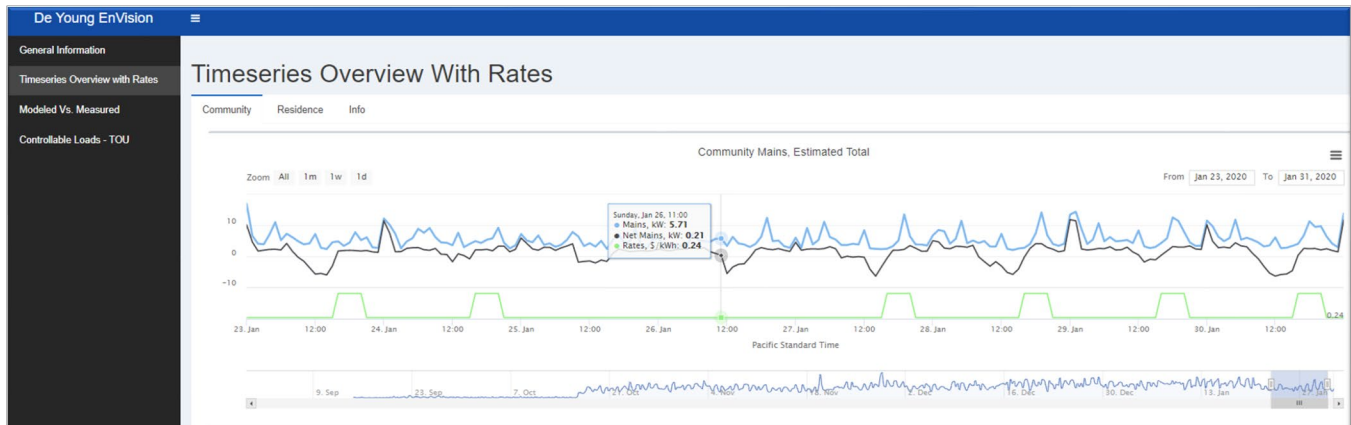 De Young EnVision
General Information
Timeseries Overview with Rates
Modeled Vs. Measured
Controllable Loads - TOU
Timeseries Overview With Rates
Community Residence Info
Community Mains, Estimated Total
Zoom All 1m 1w 1d
From Jan 23, 2020 To Jan 31, 2020
10
0
-10
Sunday, Jan 26, 11:00
Mains, kW: 5.71
Net Mains, kW: 0.21
Rates, $/kWh: 0.24
0.24
23. Jan 12:00 24. Jan 12:00 25. Jan 12:00 26. Jan 12:00 27. Jan 12:00 28. Jan 12:00 29. Jan 12:00 30. Jan 12:00
Pacific Standard Time
9. Sep 23. Sep 7. Oct 21. Oct 4. Nov 18. Nov 2. Dec 16. Dec 30. Dec 13. Jan 27. Jan